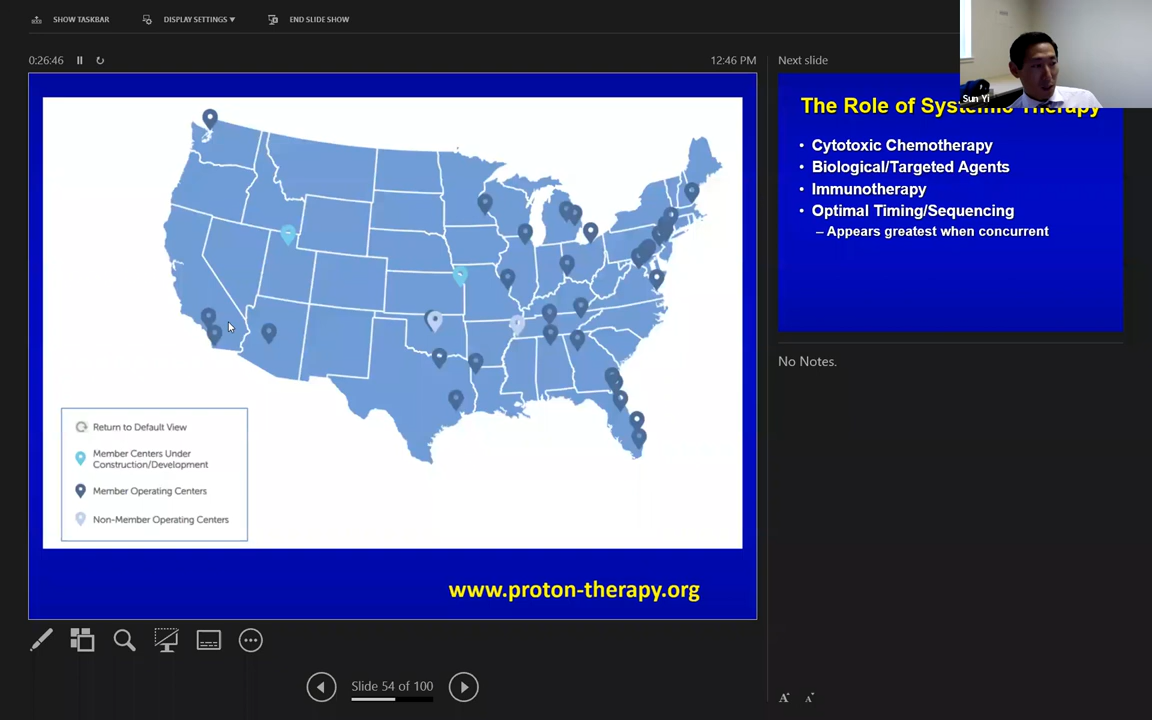 SHOW TASKBAR
DISPLAY SETTINGS ▼
END SLIDE SHOW
0:26:46
12:46 PM
Next slide
Sun Yi
Return to Default View
Member Centers Under
Construction/Development
Member Operating Centers
Non-Member Operating Centers
www.proton-therapy.org
The Role of Systemic Therapy
• Cytotoxic Chemotherapy
• Biological/Targeted Agents
• Immunotherapy
• Optimal Timing/Sequencing
– Appears greatest when concurrent
No Notes.
Slide 54 of 100
A
A